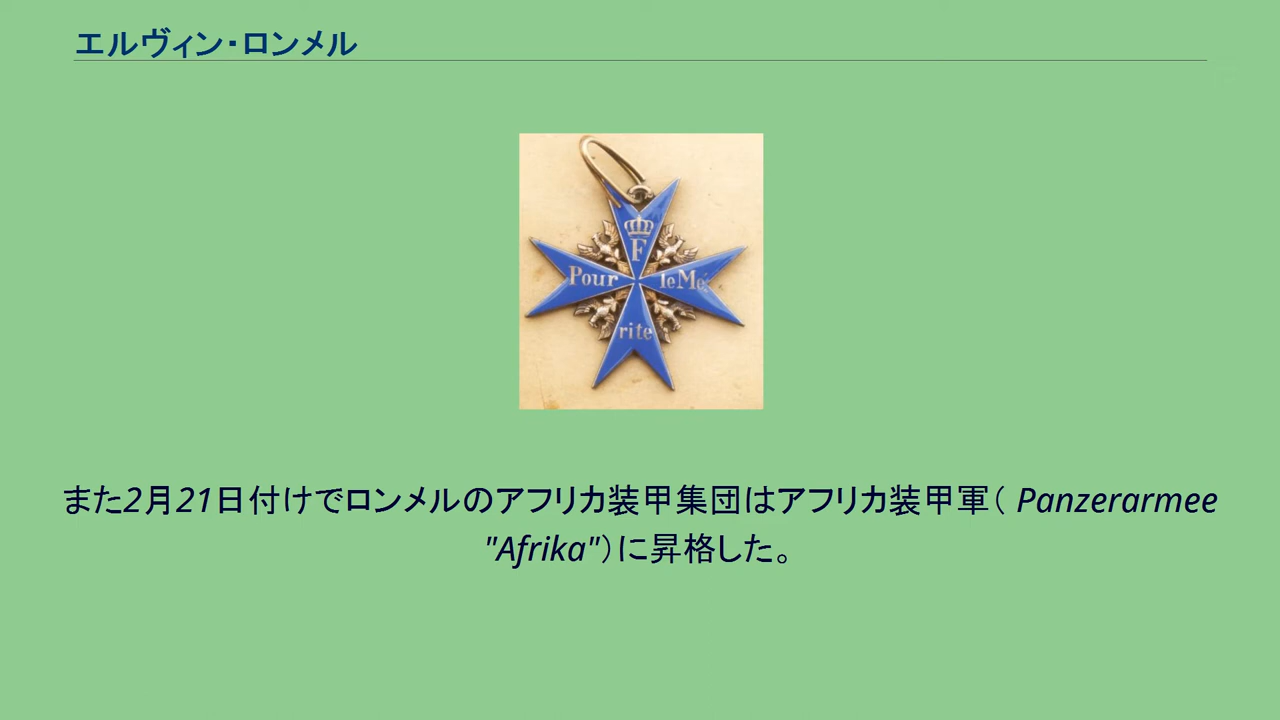 エルヴィン・ロンメル
F
Pour le Mé
rite
また2月21日付けでロンメルのアフリカ装甲集団はアフリカ装甲軍( Panzerarmee
"Afrika")に昇格した。